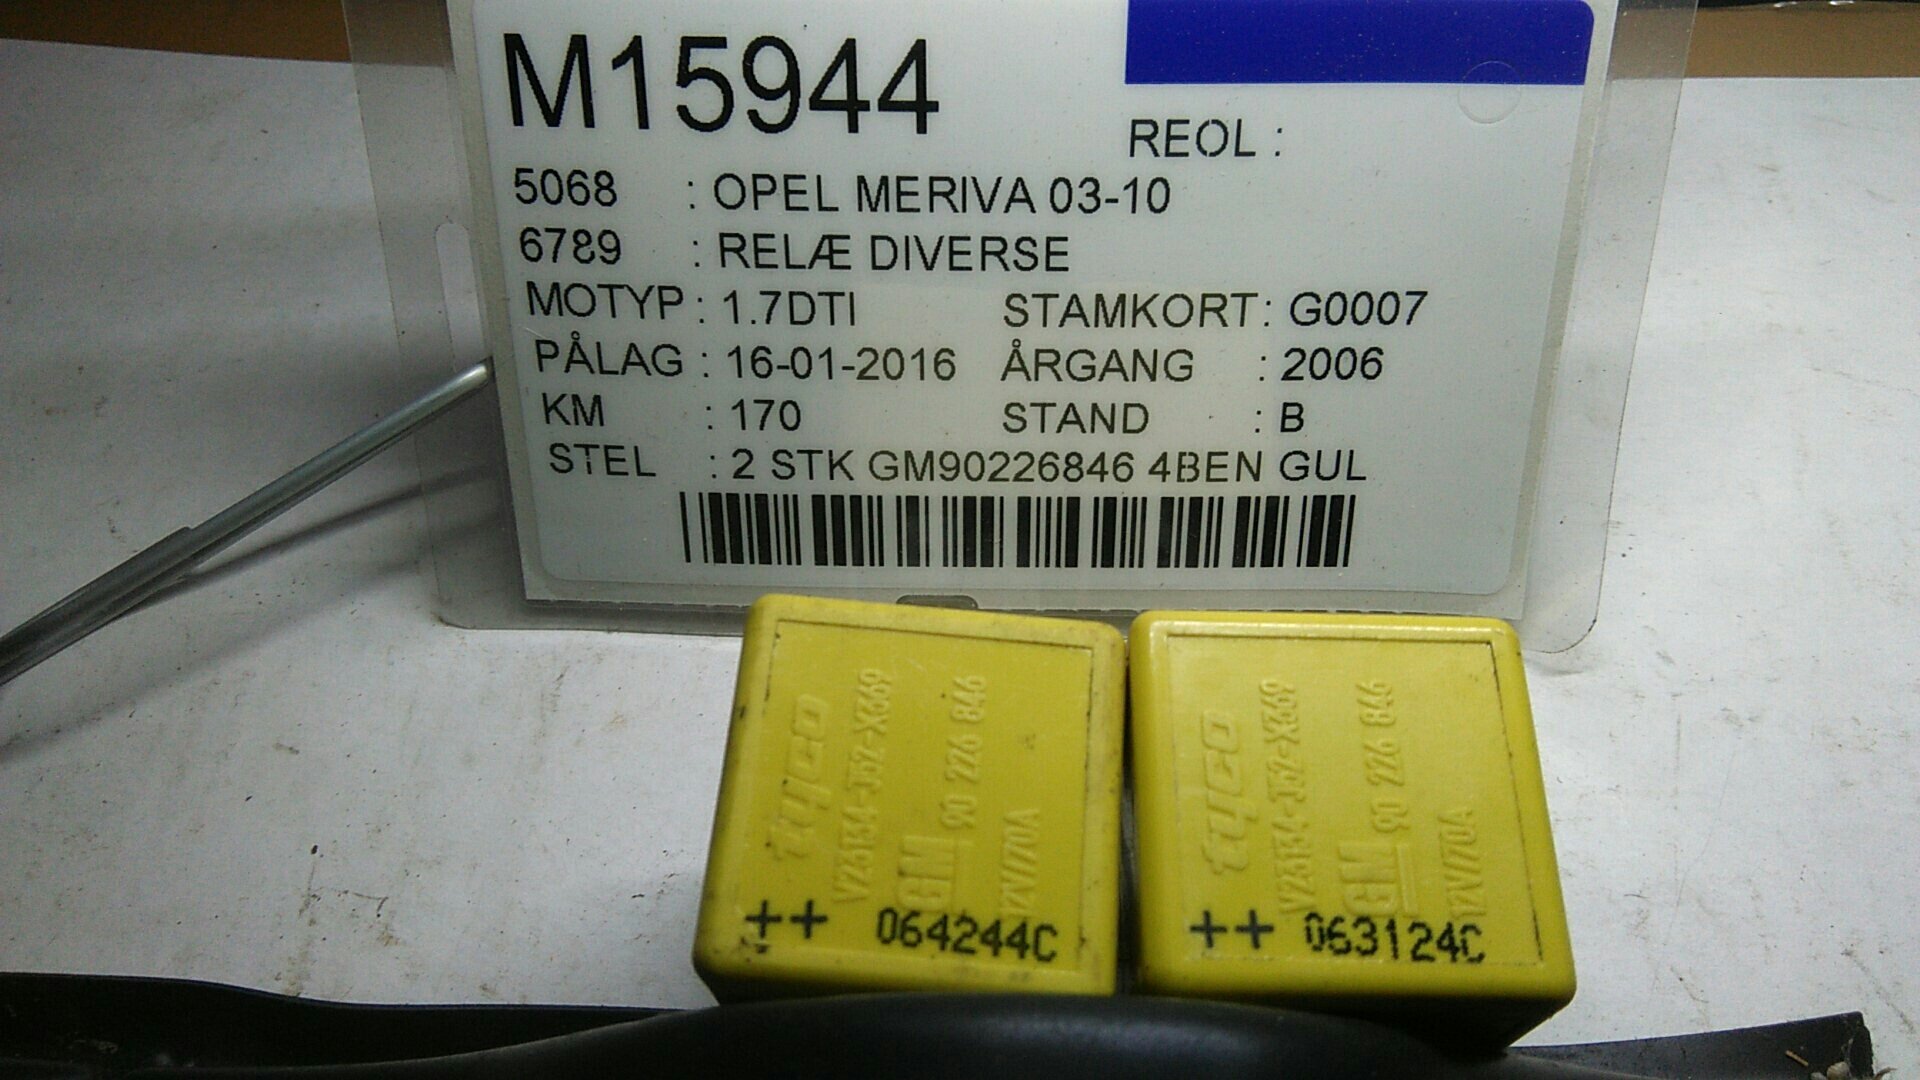 M15944
REOL :
5068 : OPEL MERIVA 03-10
6789 : RELÆ DIVERSE
MOTYP : 1.7DTI STAMKORT : G0007
PÅLAG : 16-01-2016 ÅRGANG : 2006
KM : 170 STAND : B
STEL : 2 STK GM90226846 4BEN GUL
tyco
V23134-J52-X369
GM 90 226 846
12V/70A
++ 064244C
tyco
V23134-J52-X369
GM 90 226 846
12V/70A
++ 063124C